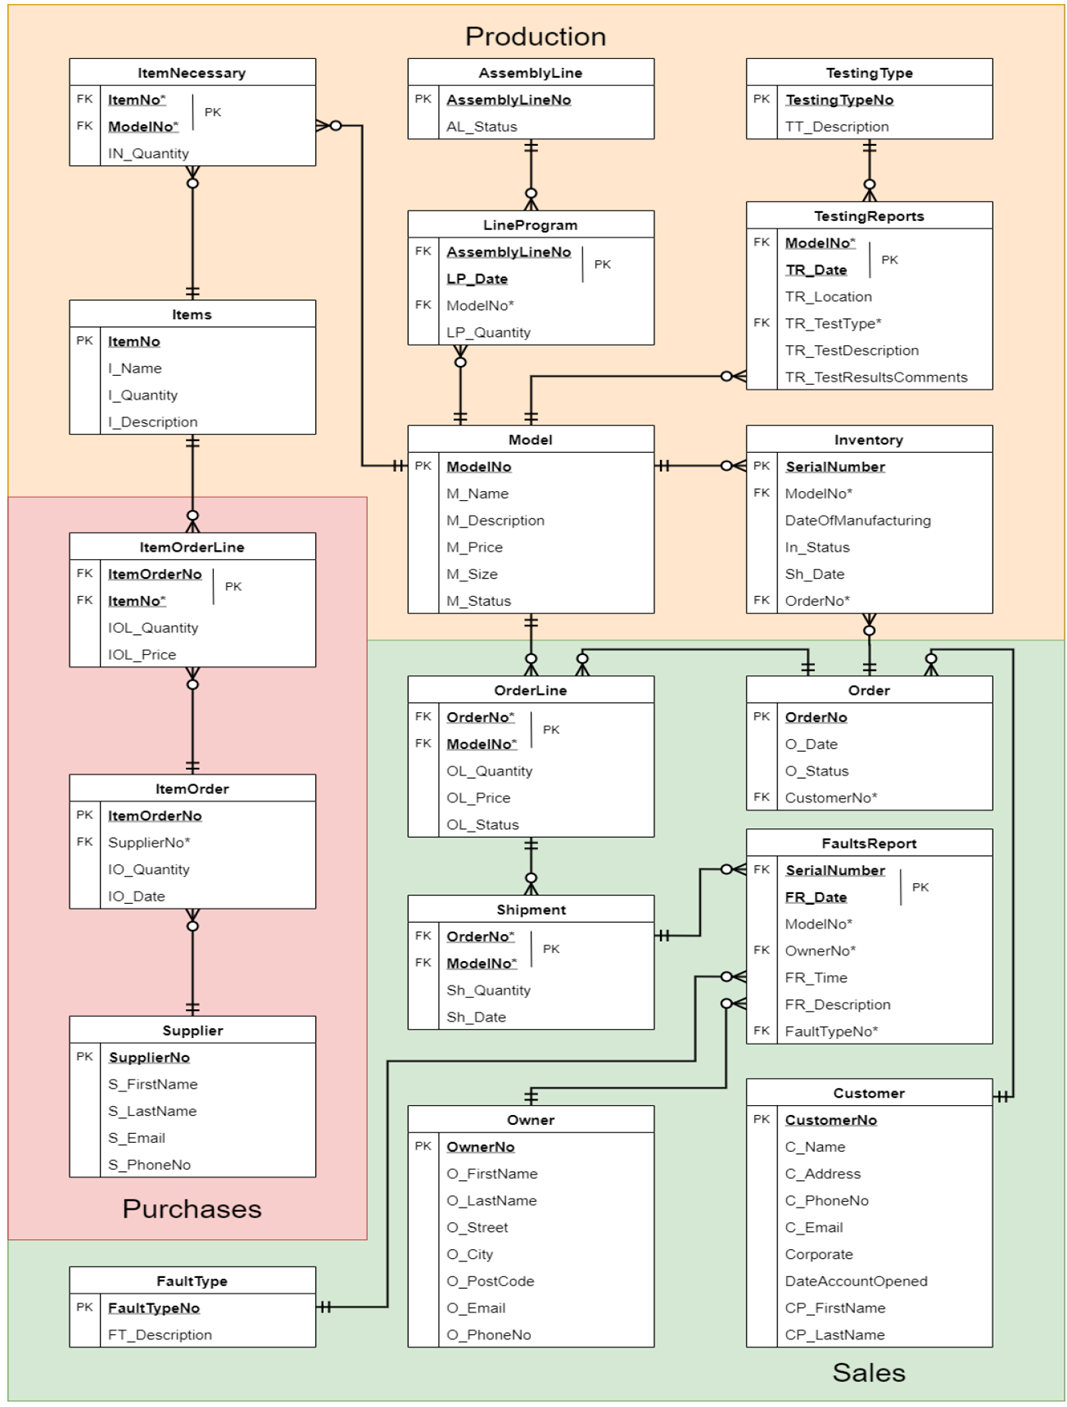 Production
ItemNecessary
FK ItemNo*
PK
FK ModelNo*
IN_Quantity
AssemblyLine
PK AssemblyLineNo
AL_Status
TestingType
PK TestingTypeNo
TT_Description
LineProgram
FK AssemblyLineNo
PK
LP_Date
FK ModelNo*
LP_Quantity
TestingReports
FK ModelNo*
PK
TR_Date
TR_Location
FK TR_TestType*
TR_TestDescription
TR_TestResultsComments
Items
PK ItemNo
I_Name
I_Quantity
I_Description
Model
PK ModelNo
M_Name
M_Description
M_Price
M_Size
M_Status
Inventory
PK SerialNumber
FK ModelNo*
DateOfManufacturing
In_Status
Sh_Date
FK OrderNo*
ItemOrderLine
FK ItemOrderNo
PK
FK ItemNo*
IOL_Quantity
IOL_Price
OrderLine
FK OrderNo*
PK
FK ModelNo*
OL_Quantity
OL_Price
OL_Status
Order
PK OrderNo
O_Date
O_Status
FK CustomerNo*
ItemOrder
PK ItemOrderNo
FK SupplierNo*
IO_Quantity
IO_Date
FaultsReport
FK SerialNumber
PK
FR_Date
ModelNo*
FK OwnerNo*
FR_Time
FR_Description
FK FaultTypeNo*
Shipment
FK OrderNo*
PK
FK ModelNo*
Sh_Quantity
Sh_Date
Supplier
PK SupplierNo
S_FirstName
S_LastName
S_Email
S_PhoneNo
Purchases
Owner
PK OwnerNo
O_FirstName
O_LastName
O_Street
O_City
O_PostCode
O_Email
O_PhoneNo
Customer
PK CustomerNo
C_Name
C_Address
C_PhoneNo
C_Email
Corporate
DateAccountOpened
CP_FirstName
CP_LastName
FaultType
PK FaultTypeNo
FT_Description
Sales